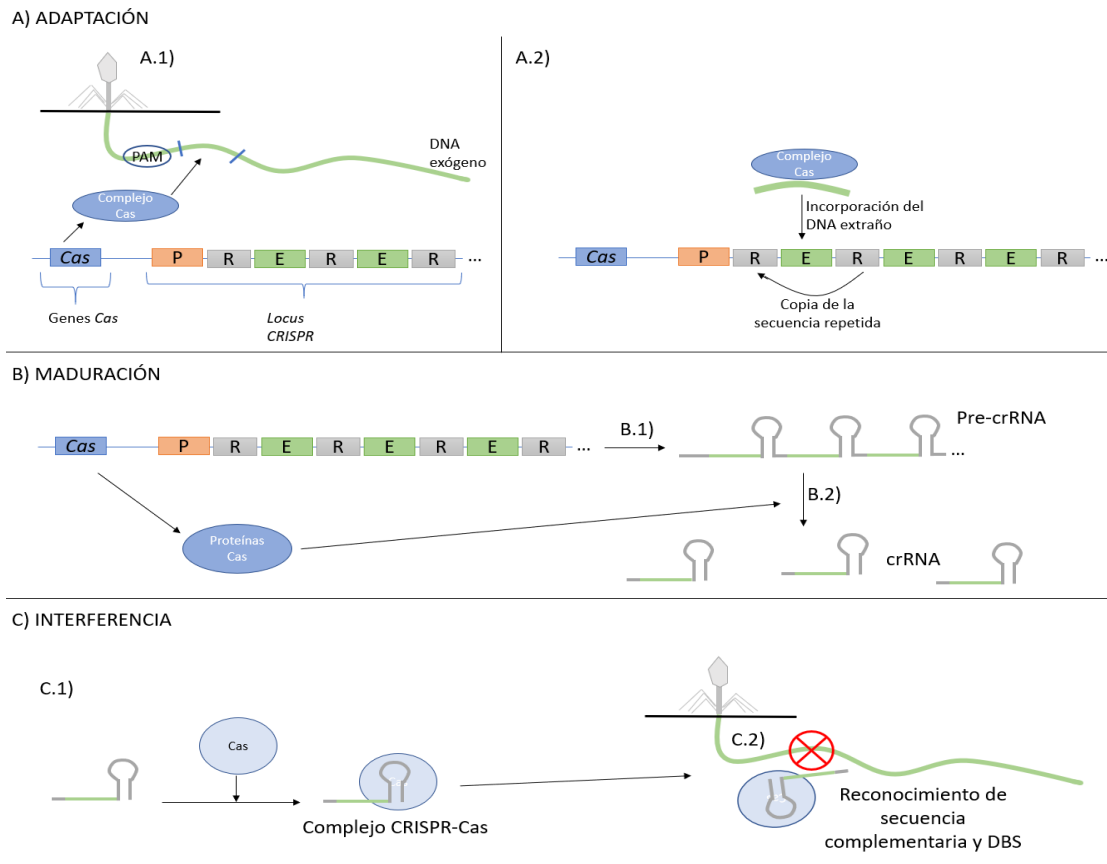 A) ADAPTACIÓN
A.1)
PAM
DNA
exógeno
Complejo
Cas
Cas
P
R
E
R
E
R
...
Genes Cas
Locus
CRISPR
A.2)
Complejo
Cas
Incorporación del
DNA extraño
Cas
P
R
E
R
E
R
E
R
...
Copia de la
secuencia repetida
B) MADURACIÓN
Cas
P
R
E
R
E
R
E
R
...
B.1)
Pre-crRNA
...
B.2)
Proteínas
Cas
crRNA
C) INTERFERENCIA
C.1)
Cas
Complejo CRISPR-Cas
C.2)
Reconocimiento de
secuencia
complementaria y DBS